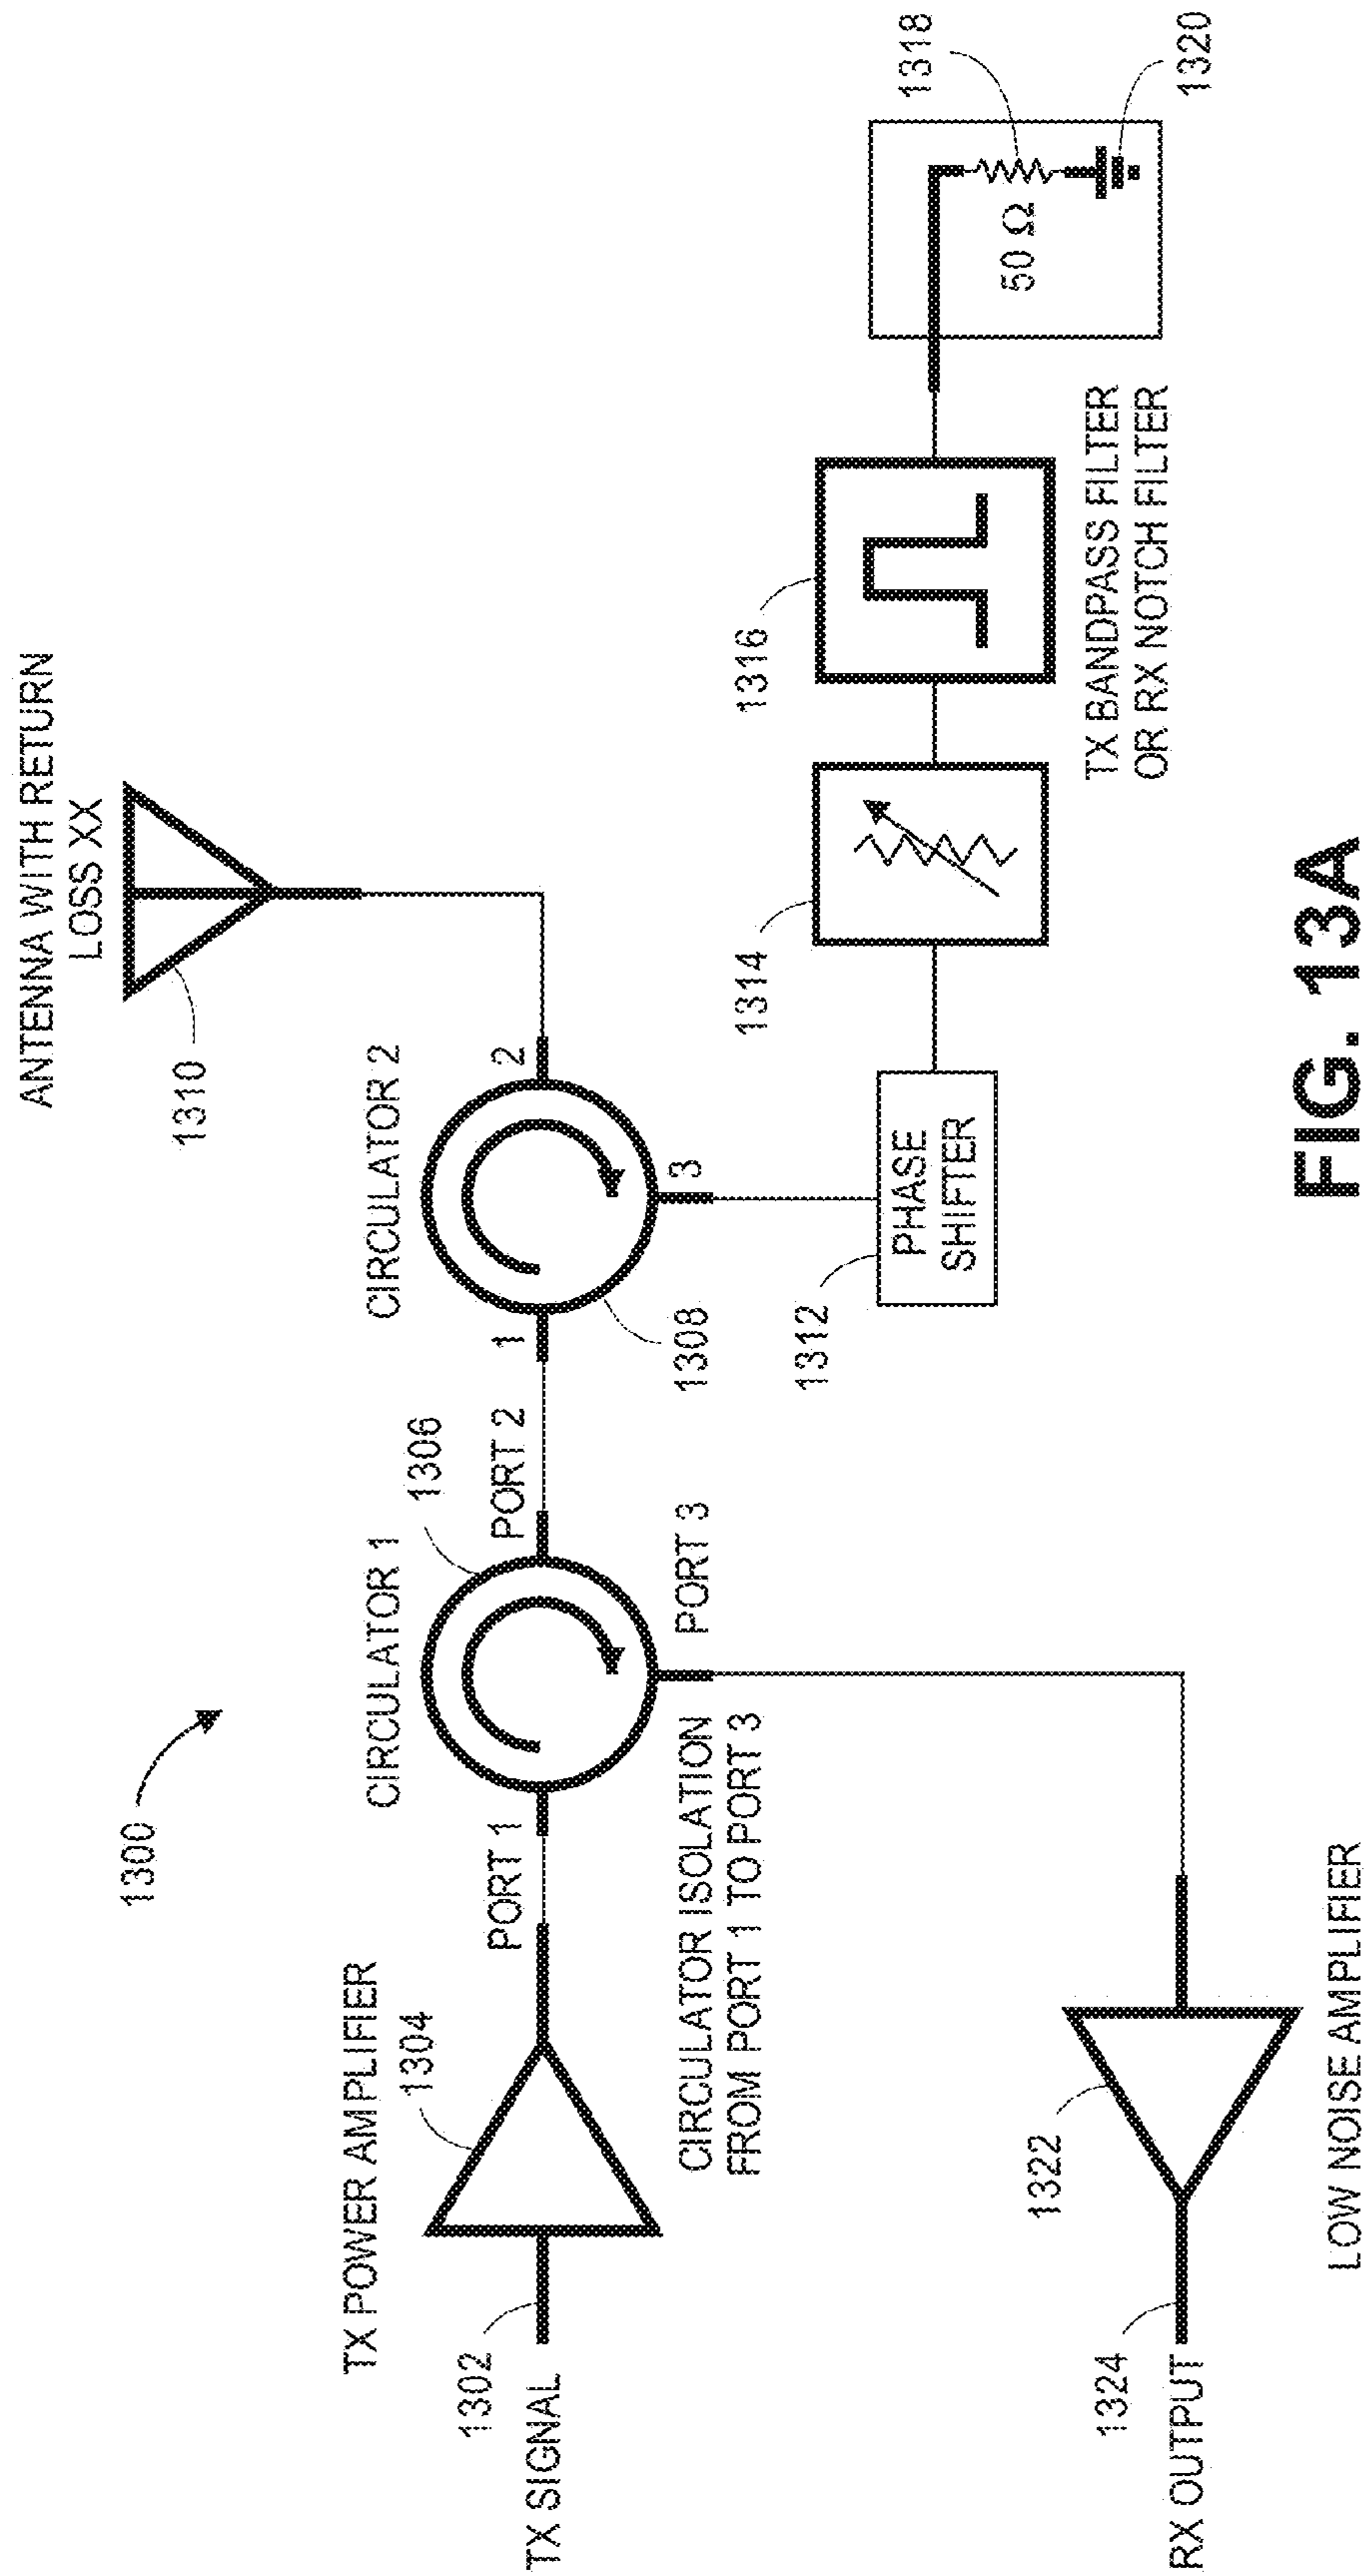 1300
ANTENNA WITH RETURN
LOSS XX
1310
TX POWER AMPLIFIER
1304
1302
TX SIGNAL
PORT 1
CIRCULATOR 1
1306
PORT 2
PORT 3
CIRCULATOR ISOLATION
FROM PORT 1 TO PORT 3
CIRCULATOR 2
1
2
3
1308
1312
PHASE
SHIFTER
1314
1316
TX BANDPASS FILTER
OR RX NOTCH FILTER
50 Ω
1318
1320
1322
1324
RX OUTPUT
LOW NOISE AMPLIFIER
FIG. 13A